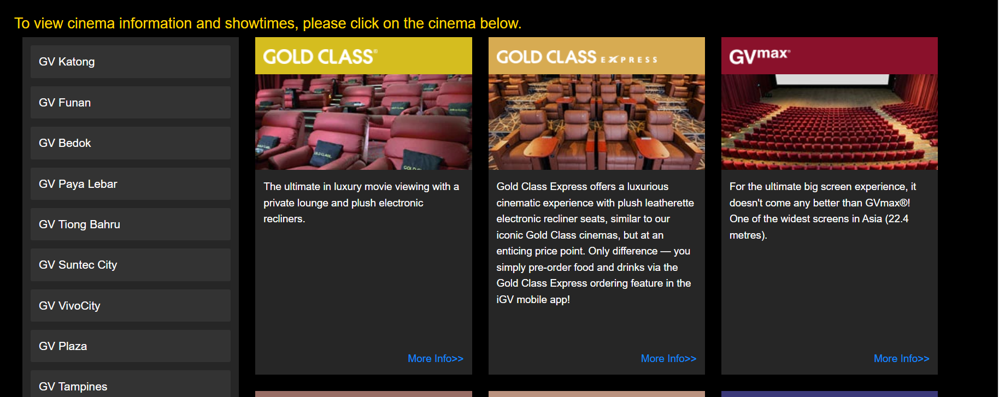 To view cinema information and showtimes, please click on the cinema below.
GV Katong
GV Funan
GV Bedok
GV Paya Lebar
GV Tiong Bahru
GV Suntec City
GV VivoCity
GV Plaza
GV Tampines
GOLD CLASS®
GOLD CLASS.
GOLD CLASS
The ultimate in luxury movie viewing with a
private lounge and plush electronic
recliners.
More Info>>
GOLD CLASS EXPRESS
Gold Class Express offers a luxurious
cinematic experience with plush leatherette
electronic recliner seats, similar to our
iconic Gold Class cinemas, but at an
enticing price point. Only difference — you
simply pre-order food and drinks via the
Gold Class Express ordering feature in the
iGV mobile app!
More Info>>
GVmax®
For the ultimate big screen experience, it
doesn't come any better than GVmax®!
One of the widest screens in Asia (22.4
metres).
More Info>>